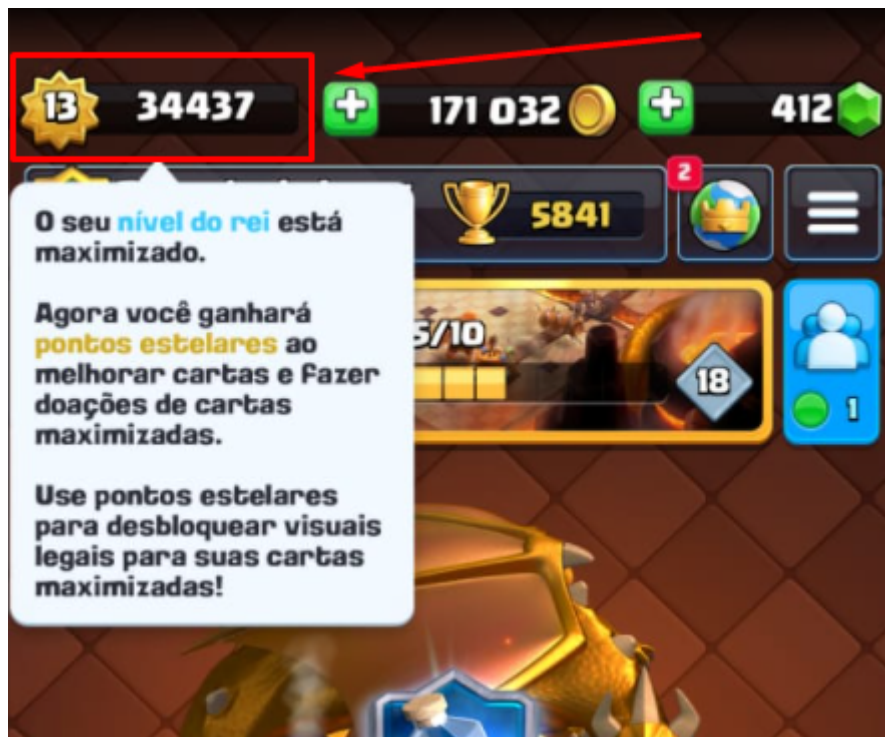 13 34437 171 032 412
2
5841
O seu nível do rei está
maximizado.
Agora você ganhará
pontos estelares ao
melhorar cartas e fazer
doações de cartas
maximizadas.
Use pontos estelares
para desbloquear visuais
legais para suas cartas
maximizadas!
5/10
18
1